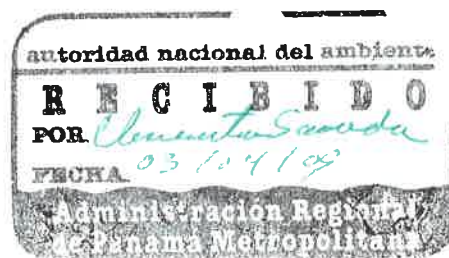 autoridad nacional del ambiente
RECIBIDO
POR
FECHA 03/04/09
Administración Regional
de Panamá Metropolitana